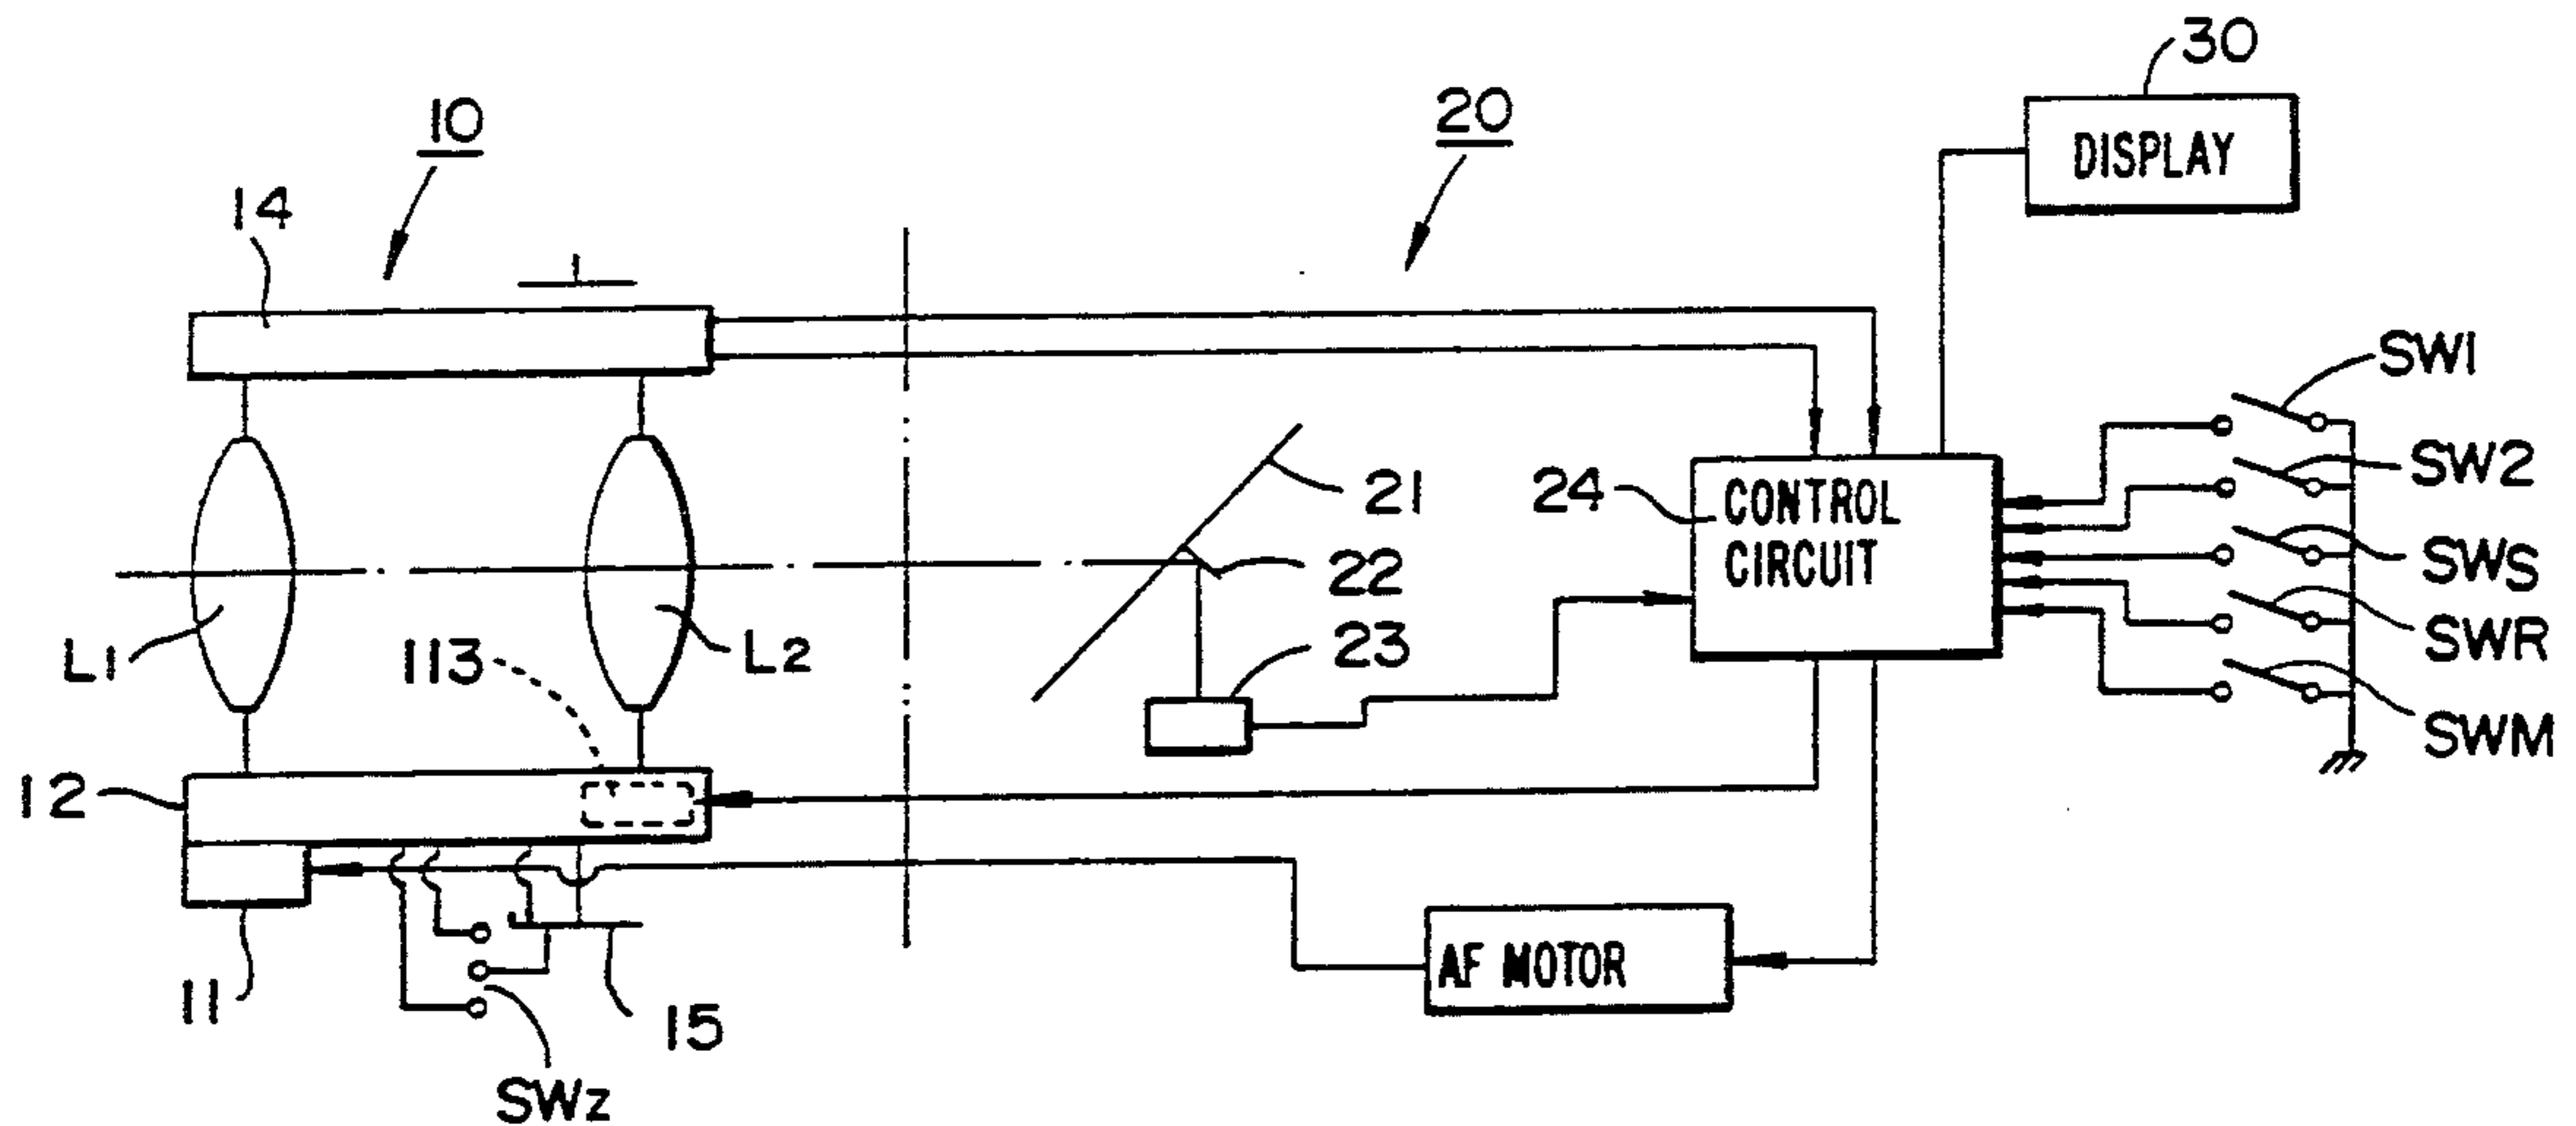 30
DISPLAY
10
20
14
SW1
SW2
24
CONTROL
CIRCUIT
21
22
SWS
SWR
L1
113
L2
23
SWM
12
11
15
AF MOTOR
SWZ